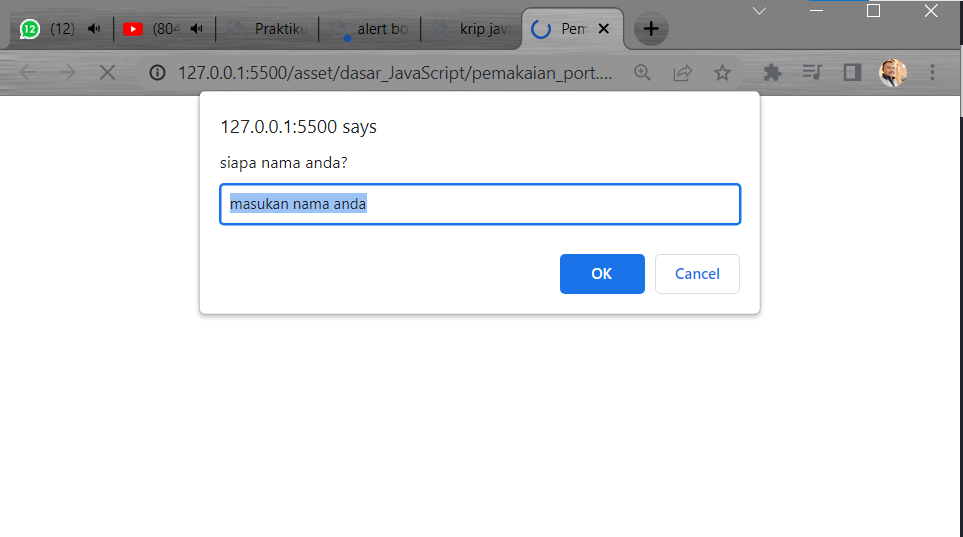 12 (12) (804 Praktiku alert bo krip java Pem
127.0.0.1:5500/asset/dasar_JavaScript/pemakaian_port....
127.0.0.1:5500 says
siapa nama anda?
masukan nama anda
OK Cancel